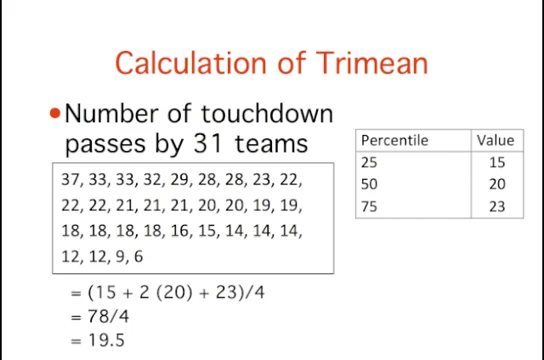 Calculation of Trimean
•Number of touchdown
passes by 31 teams
37, 33, 33, 32, 29, 28, 28, 23, 22,
22, 22, 21, 21, 21, 20, 20, 19, 19,
18, 18, 18, 18, 16, 15, 14, 14, 14,
12, 12, 9, 6
= (15 + 2 (20) + 23)/4
= 78/4
= 19.5
Percentile Value
25 15
50 20
75 23